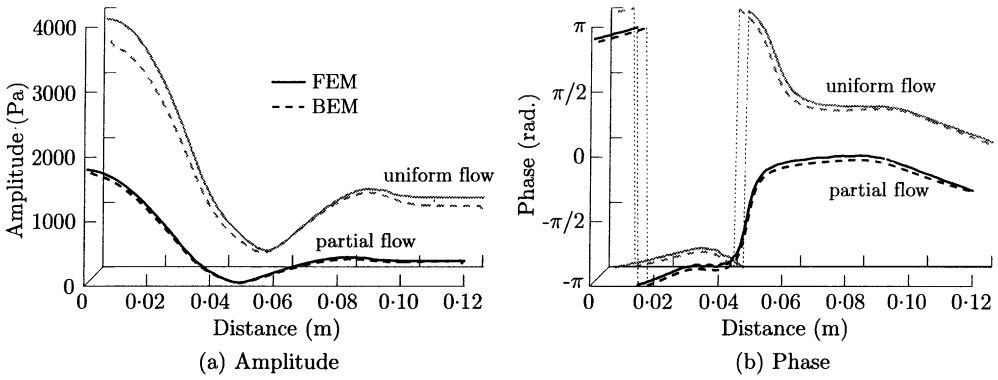 4000
3000
2000
1000
0
Amplitude (Pa)
FEM
BEM
uniform flow
partial flow
0 0·02 0·04 0·06 0·08 0·10 0·12
Distance (m)
(a) Amplitude
π
π/2
0
-π/2
-π
Phase (rad.)
uniform flow
partial flow
0 0·02 0·04 0·06 0·08 0·10 0·12
Distance (m)
(b) Phase